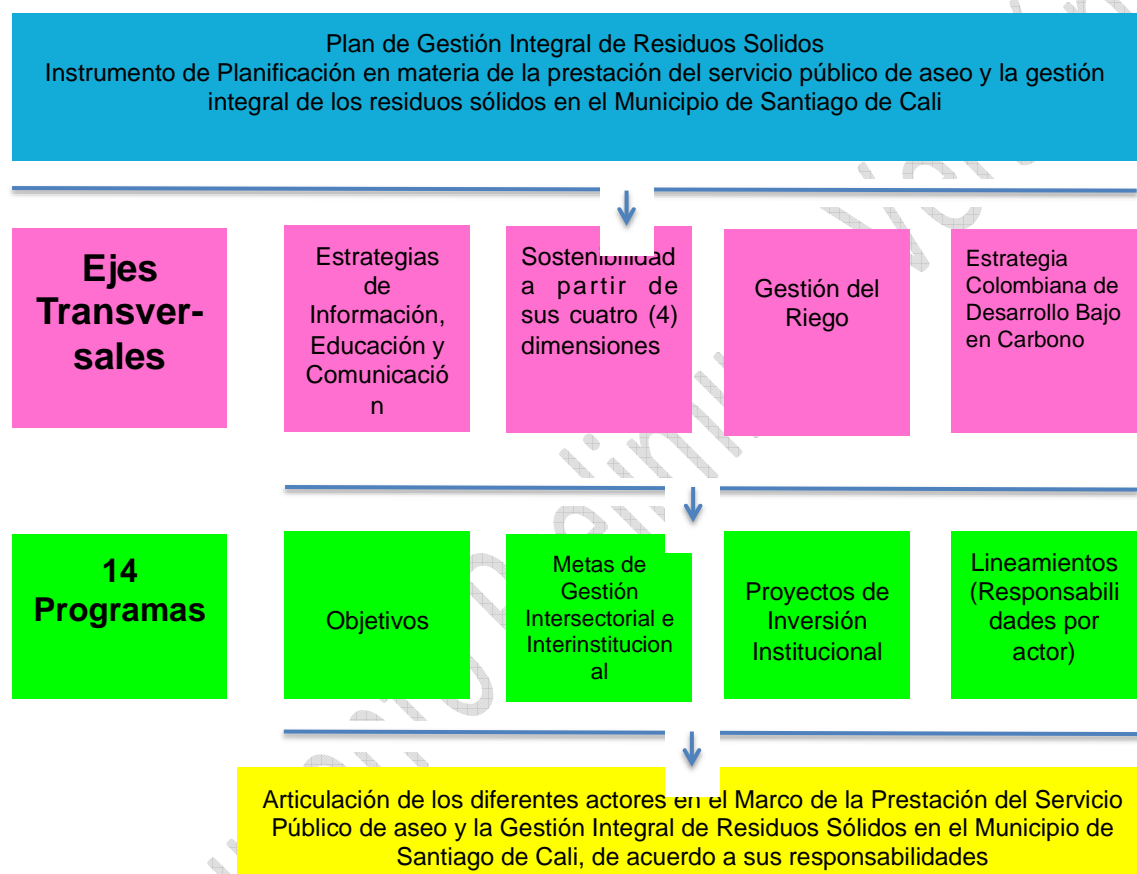 Plan de Gestión Integral de Residuos Solidos
Instrumento de Planificación en materia de la prestación del servicio público de aseo y la gestión
integral de los residuos sólidos en el Municipio de Santiago de Cali
Ejes
Transver-
sales
Estrategias
de
Información,
Educación y
Comunicació
n
Sostenibilidad
a partir de
sus cuatro (4)
dimensiones
Gestión del
Riego
Estrategia
Colombiana de
Desarrollo Bajo
en Carbono
14
Programas
Objetivos
Metas de
Gestión
Intersectorial e
Interinstitucion
al
Proyectos de
Inversión
Institucional
Lineamientos
(Responsabili
dades por
actor)
Articulación de los diferentes actores en el Marco de la Prestación del Servicio
Público de aseo y la Gestión Integral de Residuos Sólidos en el Municipio de
Santiago de Cali, de acuerdo a sus responsabilidades